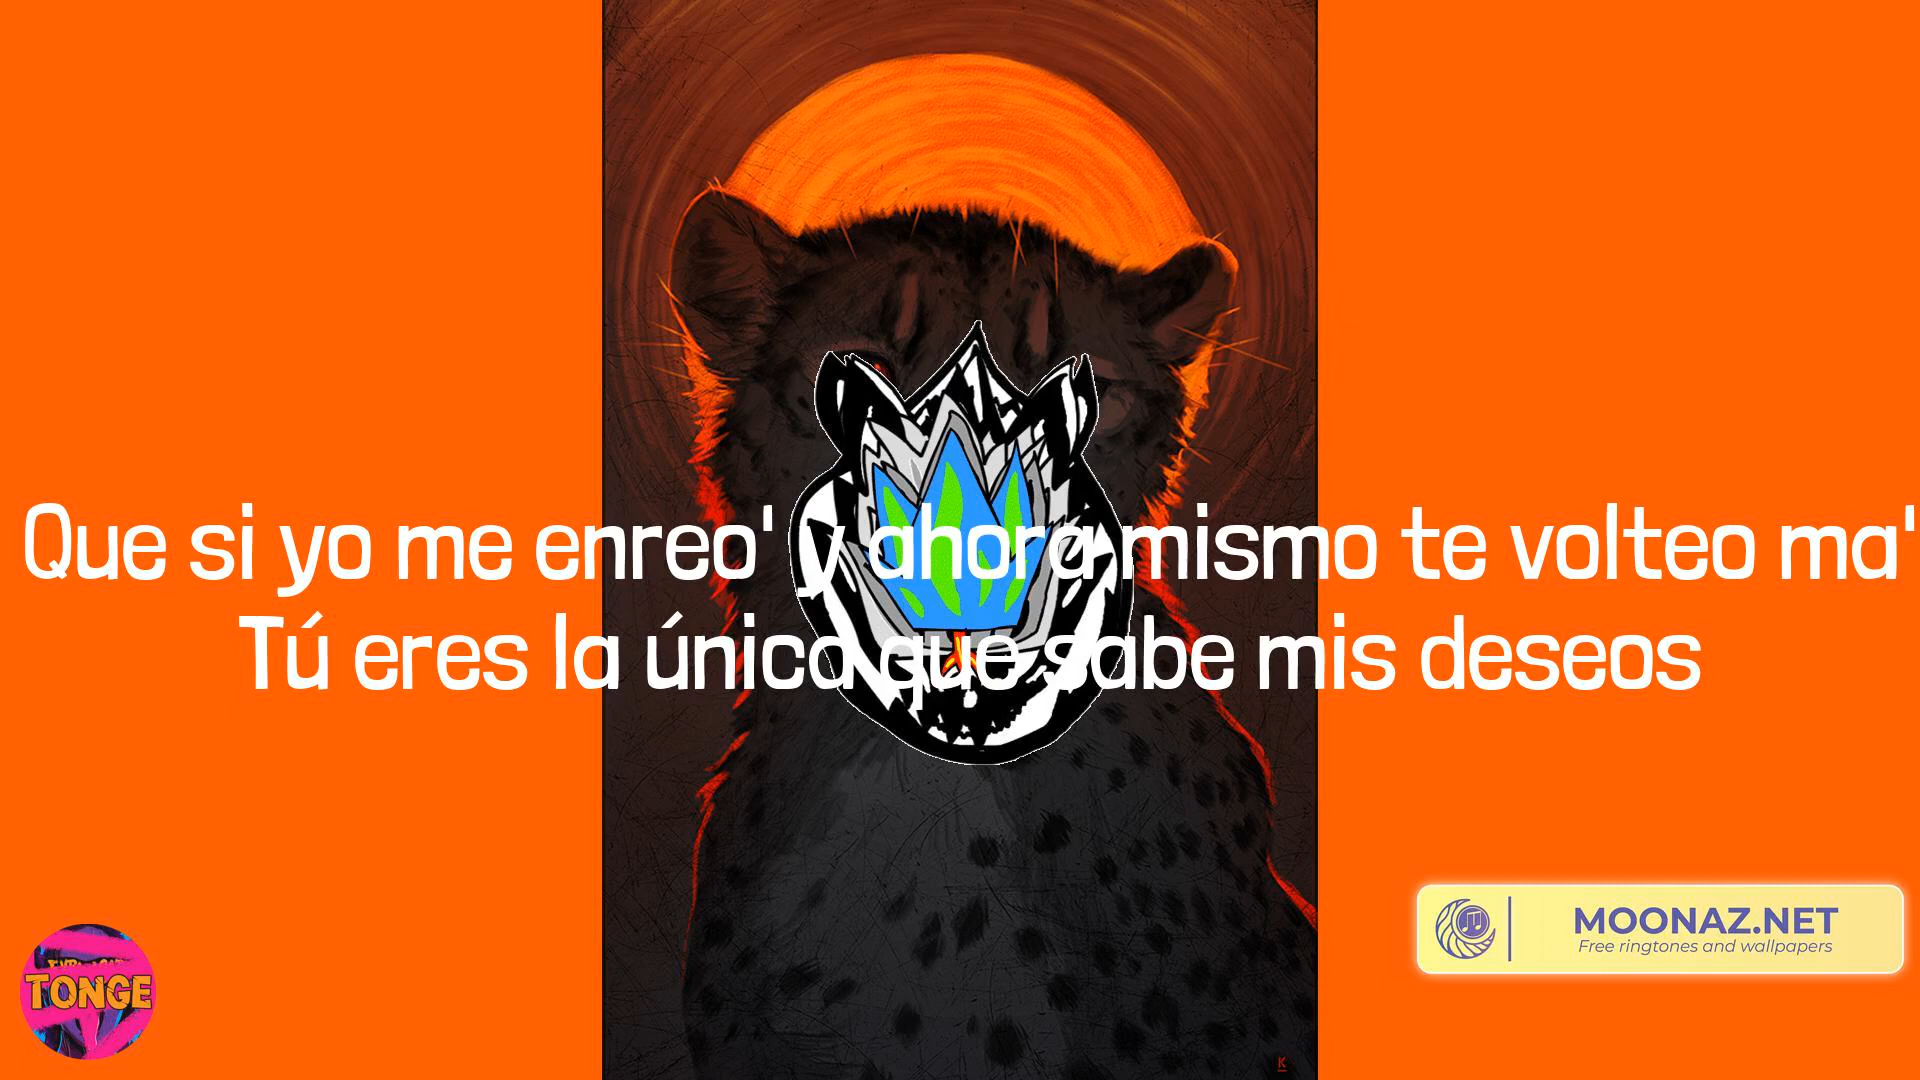 Que si yo me enreo' y ahora mismo te volteo ma'
Tú eres la única que sabe mis deseos
MOONAZ.NET
Free ringtones and wallpapers
TONGE
K